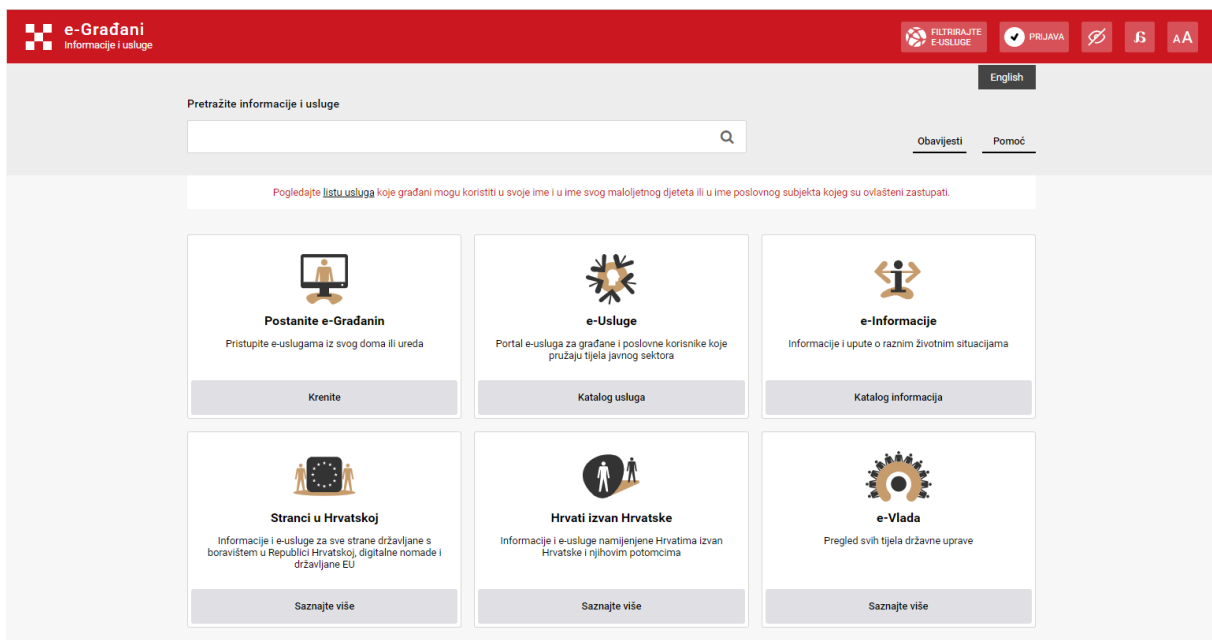 e-Građani
Informacije i usluge
FILTRIRAJTE
E-USLUGE
PRIJAVA
AA
English
Pretražite informacije i usluge
Obavijesti
Pomoć
Pogledajte listu usluga koje građani mogu koristiti u svoje ime i u ime svog maloljetnog djeteta ili u ime poslovnog subjekta kojeg su ovlašteni zastupati.
Postanite e-Građanin
Pristupite e-uslugama iz svog doma ili ureda
Krenite
e-Usluge
Portal e-usluga za građane i poslovne korisnike koje
pružaju tijela javnog sektora
Katalog usluga
e-Informacije
Informacije i upute o raznim životnim situacijama
Katalog informacija
Stranci u Hrvatskoj
Informacije i e-usluge za sve strane državljane s
boravištem u Republici Hrvatskoj, digitalne nomade i
državljane EU
Saznajte više
Hrvati izvan Hrvatske
Informacije i e-usluge namijenjene Hrvatima izvan
Hrvatske i njihovim potomcima
Saznajte više
e-Vlada
Pregled svih tijela državne uprave
Saznajte više